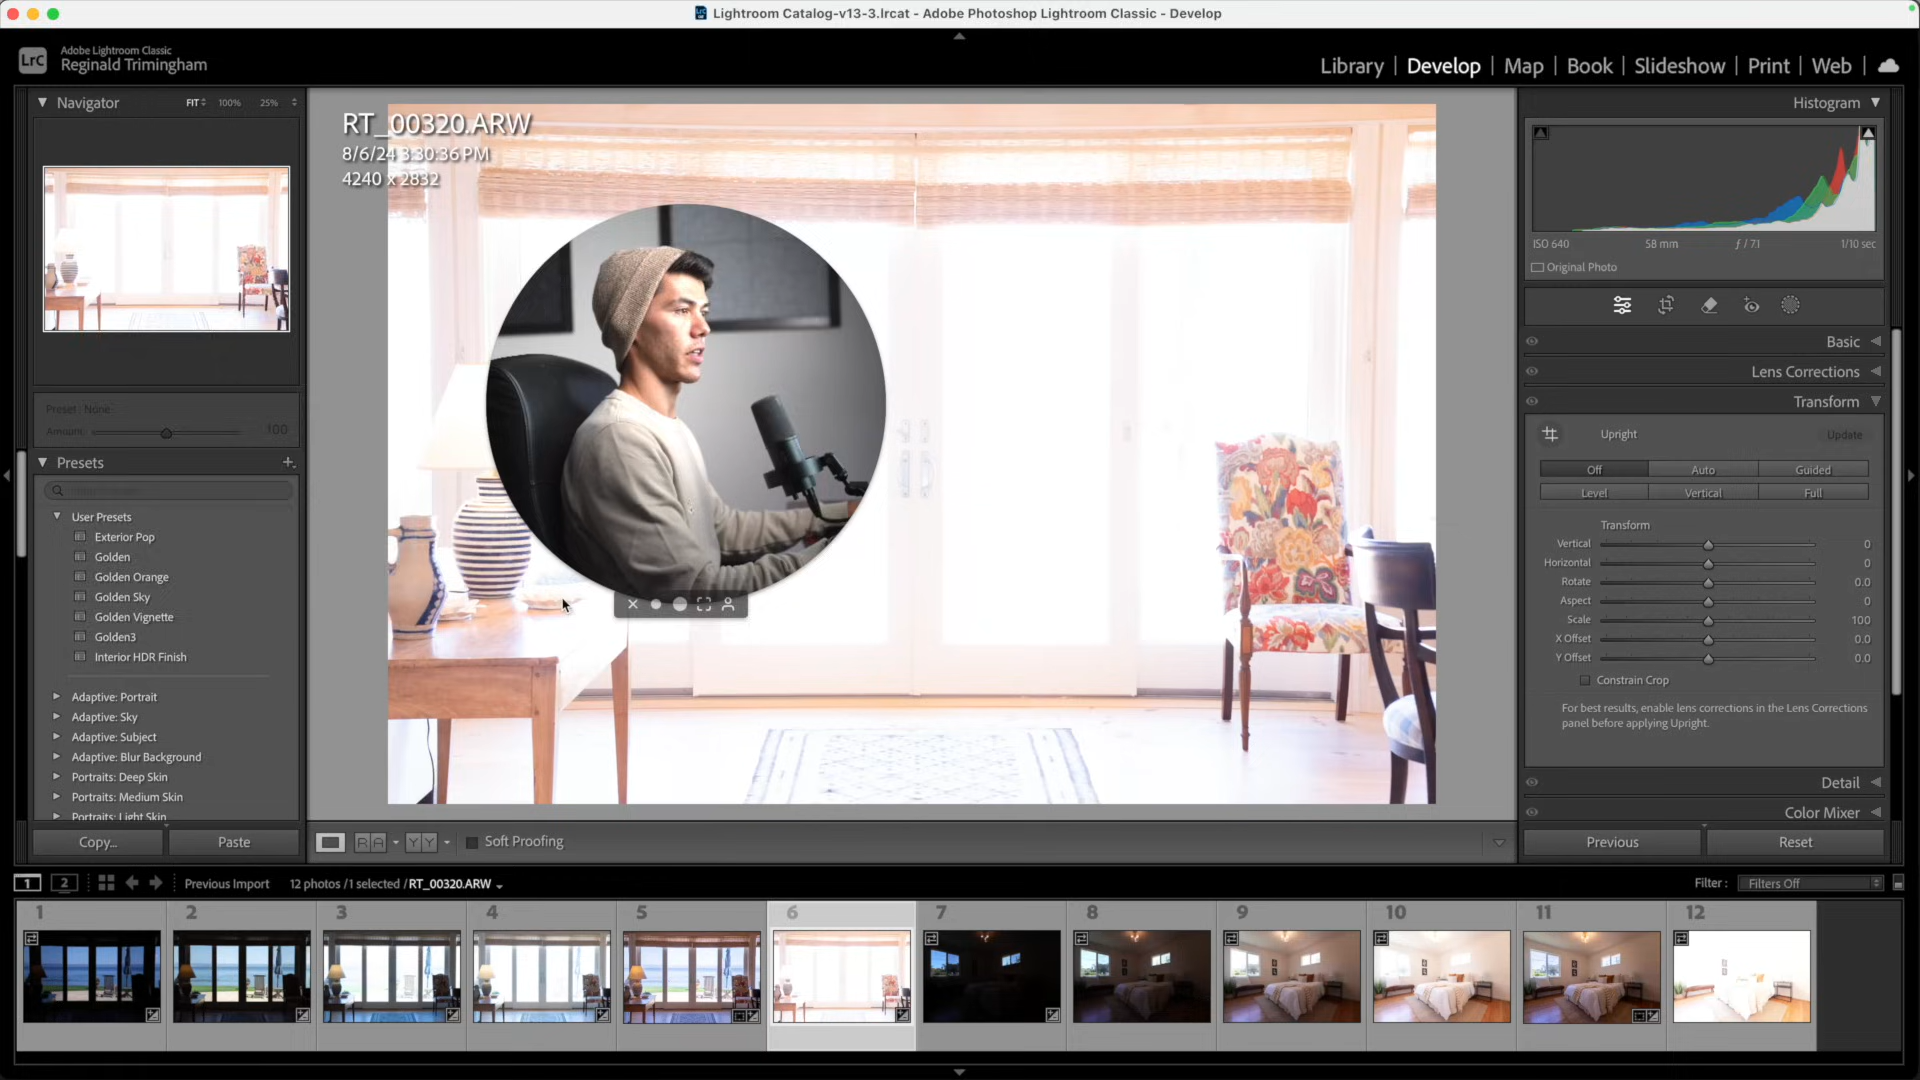 Lightroom Catalog-v13-3.lrcat - Adobe Photoshop Lightroom Classic - Develop
LrC
Adobe Lightroom Classic
Reginald Trimingham
Library | Develop | Map | Book | Slideshow | Print | Web
Navigator
FIT 100% 25%
RT_00320.ARW
8/6/24 3:30:36 PM
4240 x 2832
Histogram
ISO 640 58 mm ƒ / 7.1 1/10 sec
Original Photo
Basic
Lens Corrections
Transform
Upright Update
Off Auto Guided
Level Vertical Full
Transform
Vertical 0
Horizontal 0
Rotate 0.0
Aspect 0
Scale 100
X Offset 0.0
Y Offset 0.0
Constrain Crop
For best results, enable lens corrections in the Lens Corrections
panel before applying Upright.
Detail
Color Mixer
Previous Reset
Preset: None
Amount 100
Presets
User Presets
Exterior Pop
Golden
Golden Orange
Golden Sky
Golden Vignette
Golden3
Interior HDR Finish
Adaptive: Portrait
Adaptive: Sky
Adaptive: Subject
Adaptive: Blur Background
Portraits: Deep Skin
Portraits: Medium Skin
Portraits: Light Skin
Copy... Paste
R A Y Y Soft Proofing
1 2 Previous Import 12 photos /1 selected /RT_00320.ARW
Filter : Filters Off
1 2 3 4 5 6 7 8 9 10 11 12